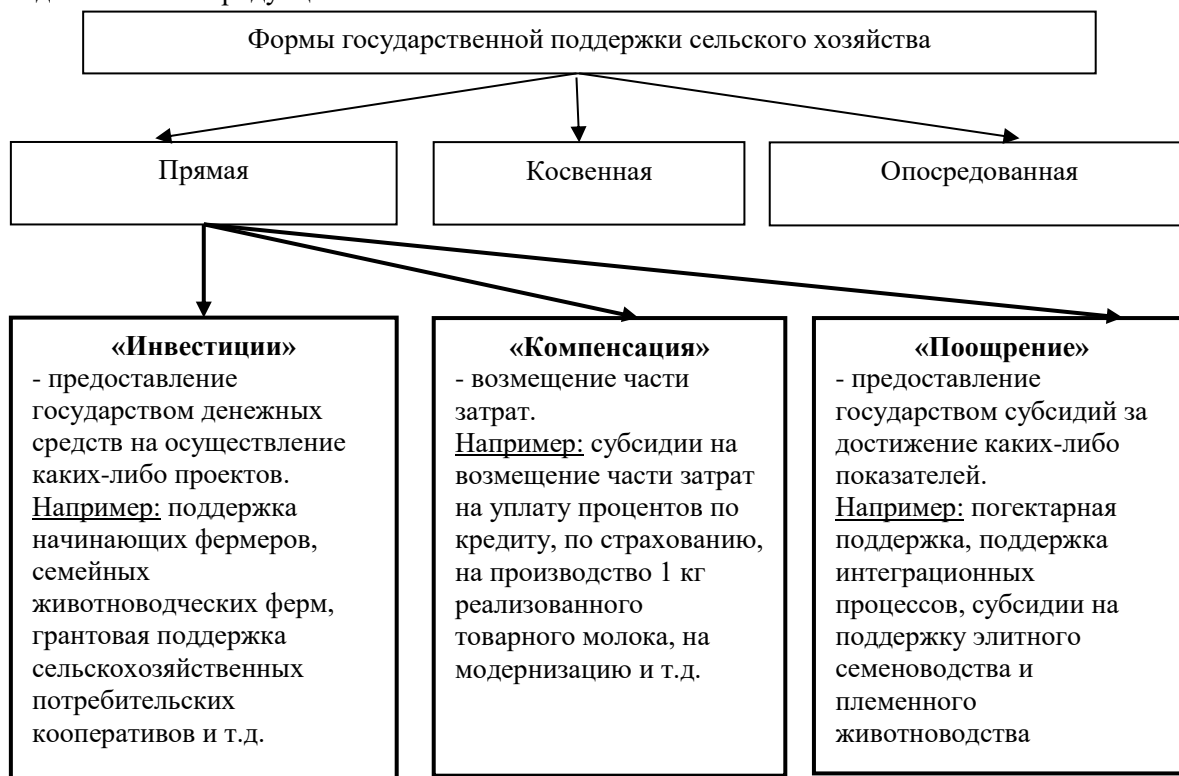 Формы государственной поддержки сельского хозяйства
Прямая
Косвенная
Опосредованная
«Инвестиции»
- предоставление
государством денежных
средств на осуществление
каких-либо проектов.
Например: поддержка
начинающих фермеров,
семейных
животноводческих ферм,
грантовая поддержка
сельскохозяйственных
потребительских
кооперативов и т.д.
«Компенсация»
- возмещение части
затрат.
Например: субсидии на
возмещение части затрат
на уплату процентов по
кредиту, по страхованию,
на производство 1 кг
реализованного
товарного молока, на
модернизацию и т.д.
«Поощрение»
- предоставление
государством субсидий за
достижение каких-либо
показателей.
Например: погектарная
поддержка, поддержка
интеграционных
процессов, субсидии на
поддержку элитного
семеноводства и
племенного
животноводства